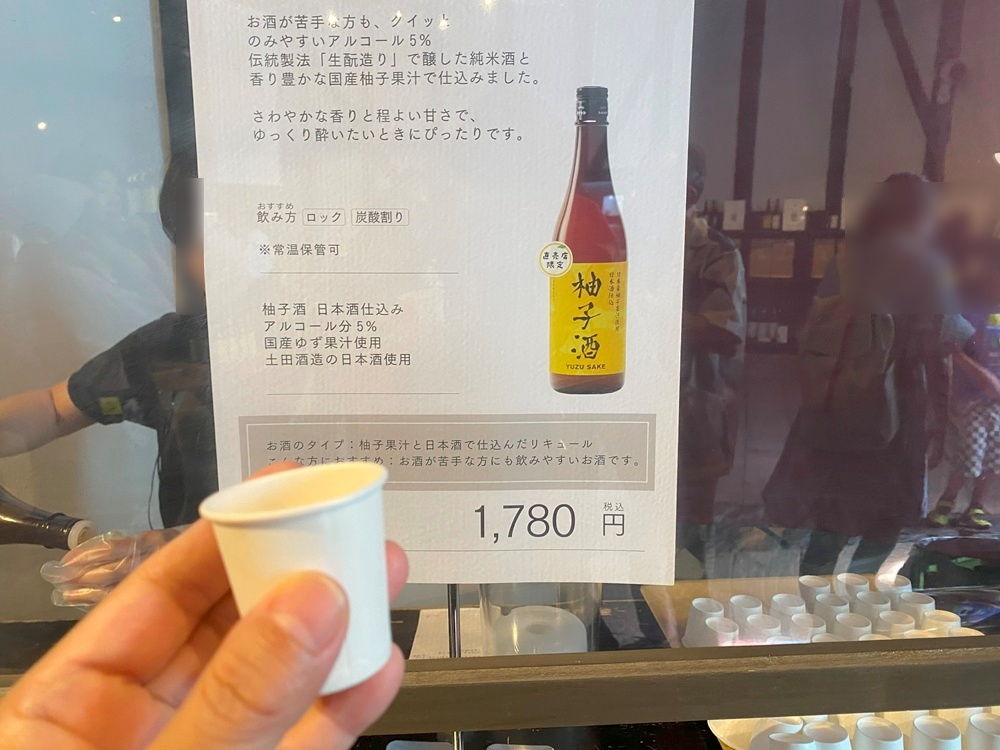 お酒が苦手な方も、クイッと
のみやすいアルコール5%
伝統製法「生酛造り」で醸した純米酒と
香り豊かな国産柚子果汁で仕込みました。
さわやかな香りと程よい甘さで、
ゆっくり酔いたいときにぴったりです。
おすすめ
飲み方 ロック 炭酸割り
※常温保管可
直売店
限定
柚子酒
YUZU SAKE
柚子酒 日本酒仕込み
アルコール分5%
国産ゆず果汁使用
土田酒造の日本酒使用
お酒のタイプ：柚子果汁と日本酒で仕込んだリキュール
こんな方におすすめ：お酒が苦手な方にも飲みやすいお酒です。
1,780 税込 円